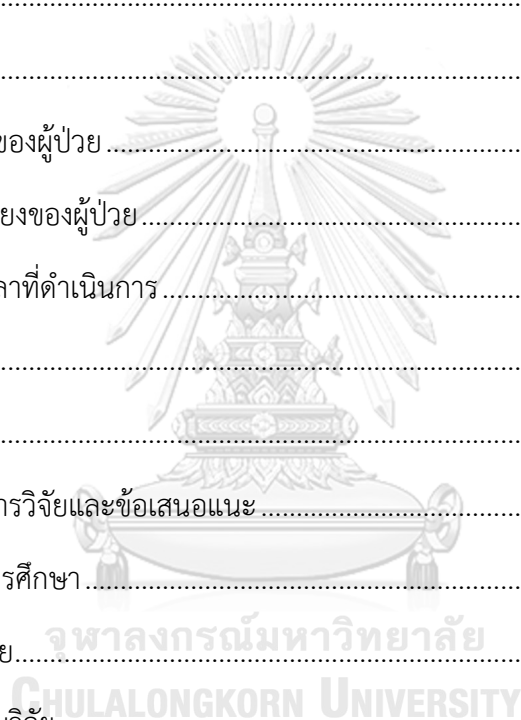 ........................................
........................................
ของผู้ป่วย........................................
ยงของผู้ป่วย........................................
ลาที่ดำเนินการ........................................
........................................
........................................
ารวิจัยและข้อเสนอแนะ........................................
รศึกษา........................................
จุฬาลงกรณ์มหาวิทยาลัย
ย........................................
CHULALONGKORN UNIVERSITY